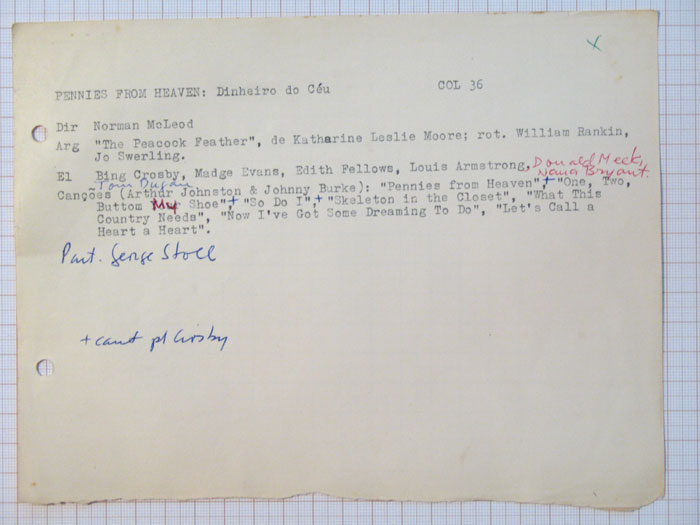 x
PENNIES FROM HEAVEN: Dinheiro do Céu COL 36
Dir Norman McLeod
Arg "The Peacock Feather", de Katharine Leslie Moore; rot. William Rankin,
Jo Swerling.
El Bing Crosby, Madge Evans, Edith Fellows, Louis Armstrong, Donald Meek,
Nana Bryant.
Tom Dugan
Canções (Arthur Johnston & Johnny Burke): "Pennies from Heaven"+ "One, Two,
Buttom My Shoe"+ "So Do I"+ "Skeleton in the Closet", "What This
Country Needs", "Now I've Got Some Dreaming To Do", "Let's Call a
Heart a Heart".
Part. George Stoll
+ cant pl Crosby